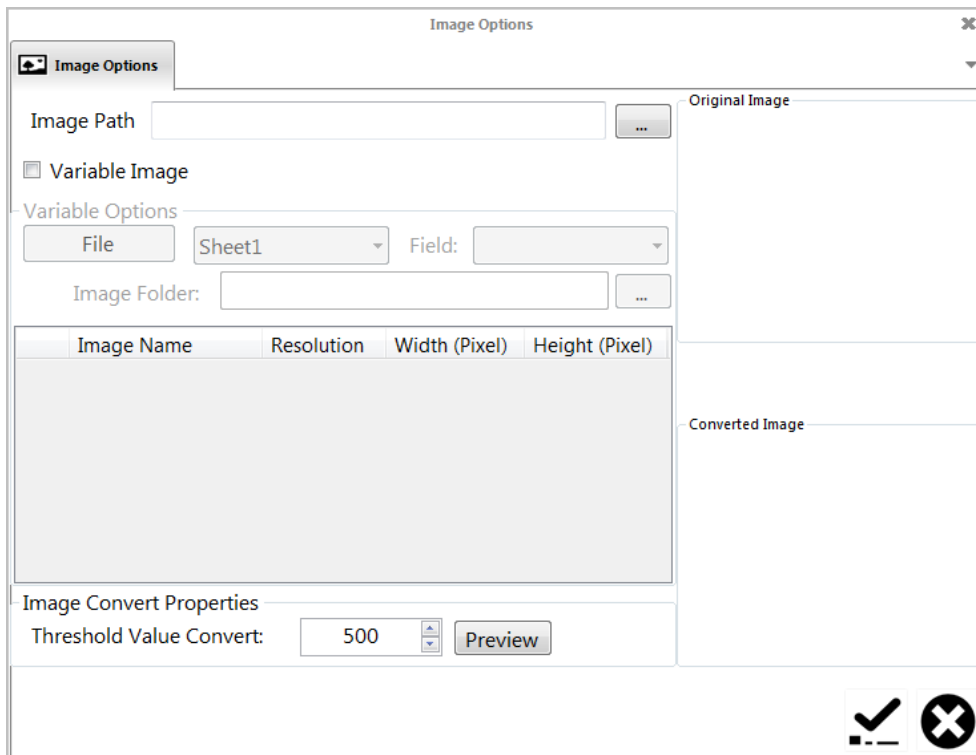 Image Options
Image Options
Image Path
...
Original Image
Variable Image
Variable Options
File
Sheet1
Field:
Image Folder:
...
Image Name Resolution Width (Pixel) Height (Pixel)
Converted Image
Image Convert Properties
Threshold Value Convert:
500
Preview